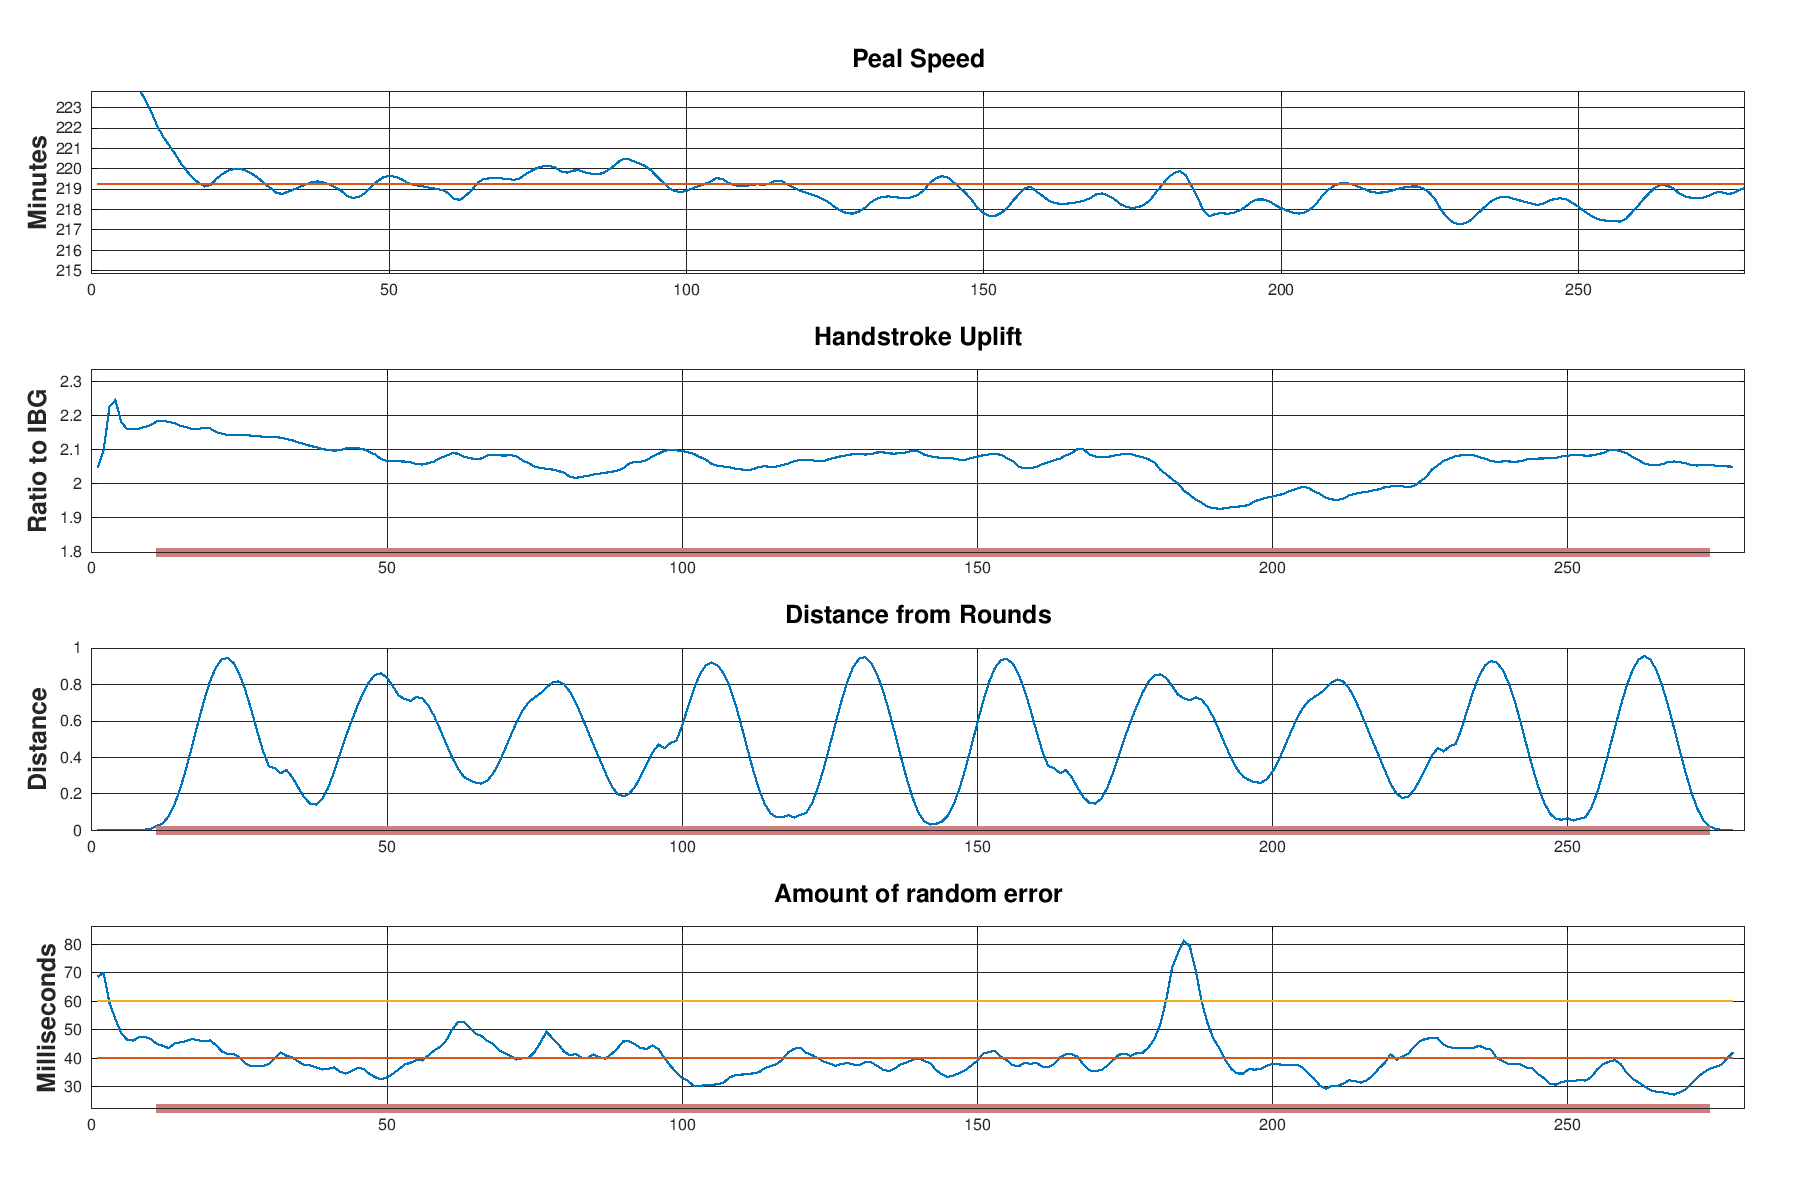 Peal Speed
Minutes
223
222
221
220
219
218
217
216
215
0 50 100 150 200 250
Handstroke Uplift
Ratio to IBG
2.3
2.2
2.1
2
1.9
1.8
0 50 100 150 200 250
Distance from Rounds
Distance
1
0.8
0.6
0.4
0.2
0
0 50 100 150 200 250
Amount of random error
Milliseconds
80
70
60
50
40
30
0 50 100 150 200 250